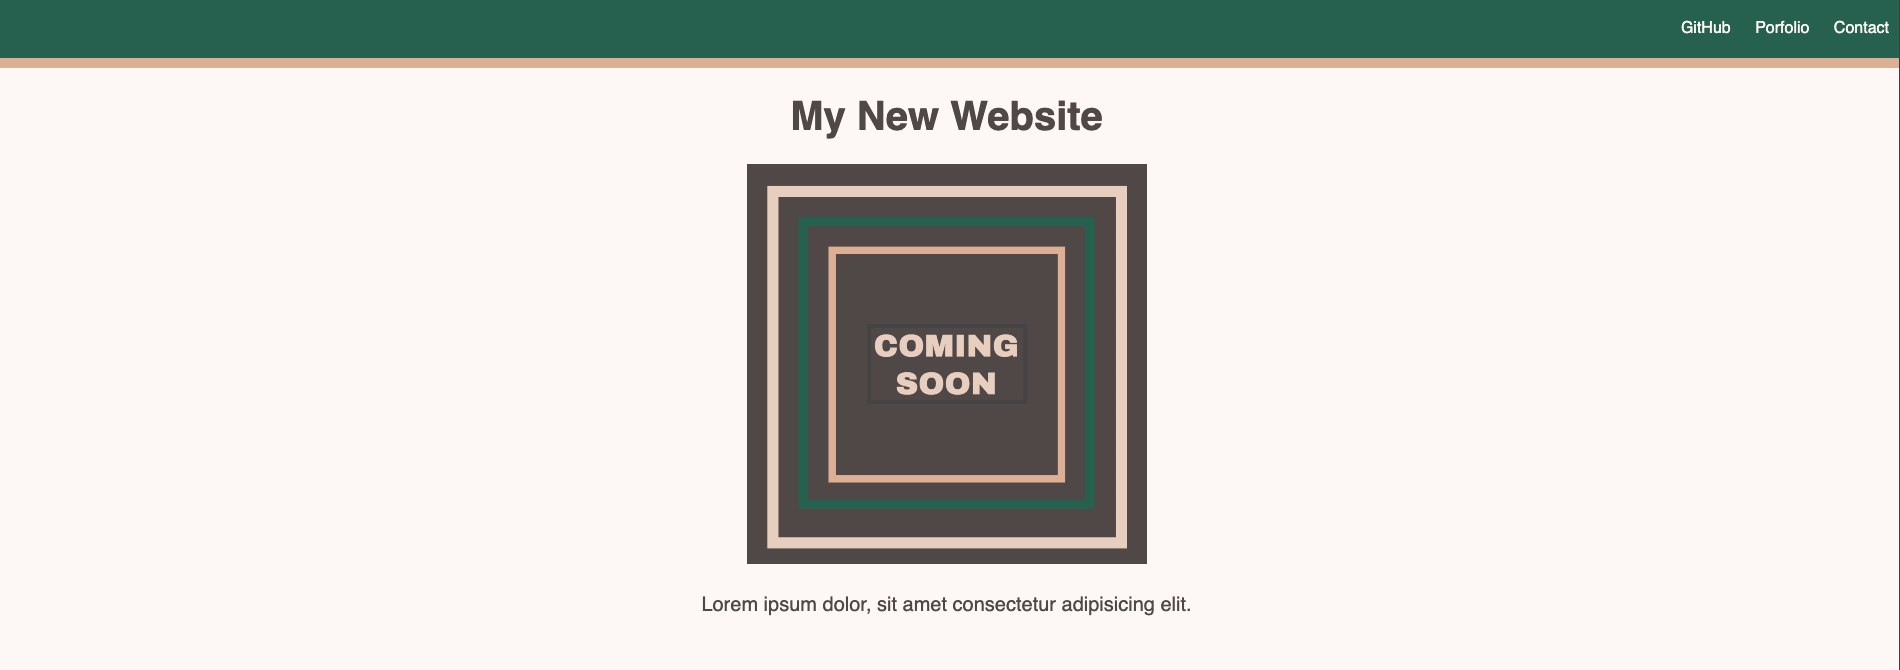 GitHub Porfolio Contact
My New Website
COMING
SOON
Lorem ipsum dolor, sit amet consectetur adipisicing elit.